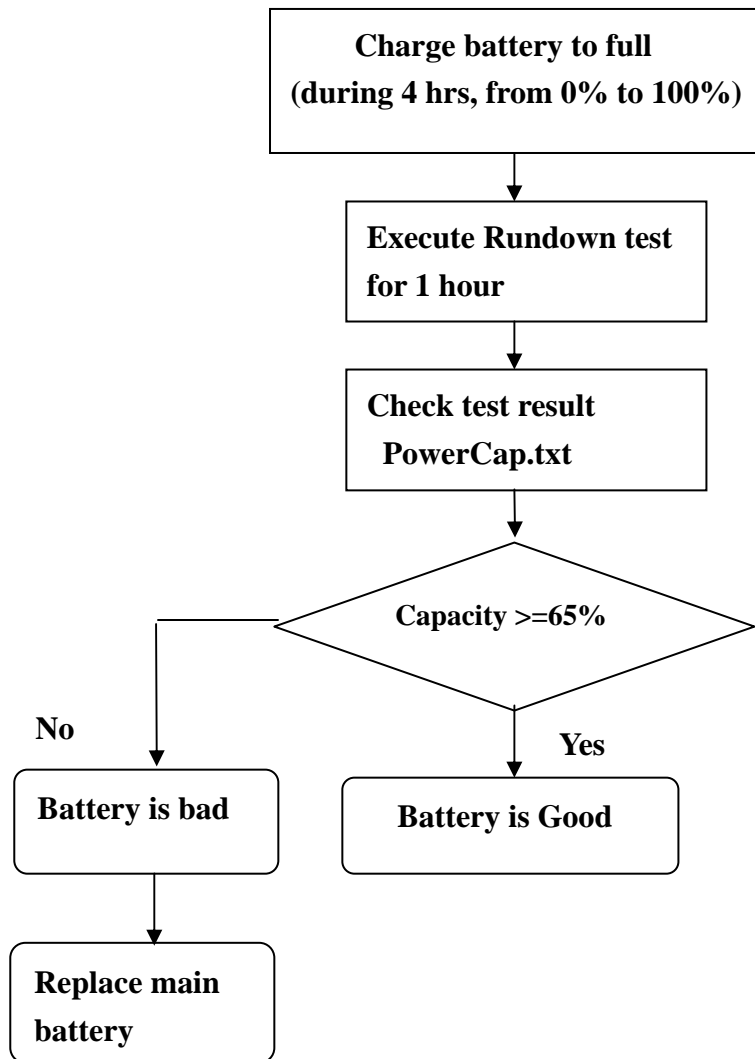 Charge battery to full
(during 4 hrs, from 0% to 100%)
Execute Rundown test
for 1 hour
Check test result
PowerCap.txt
Capacity >=65%
No
Yes
Battery is bad
Battery is Good
Replace main
battery